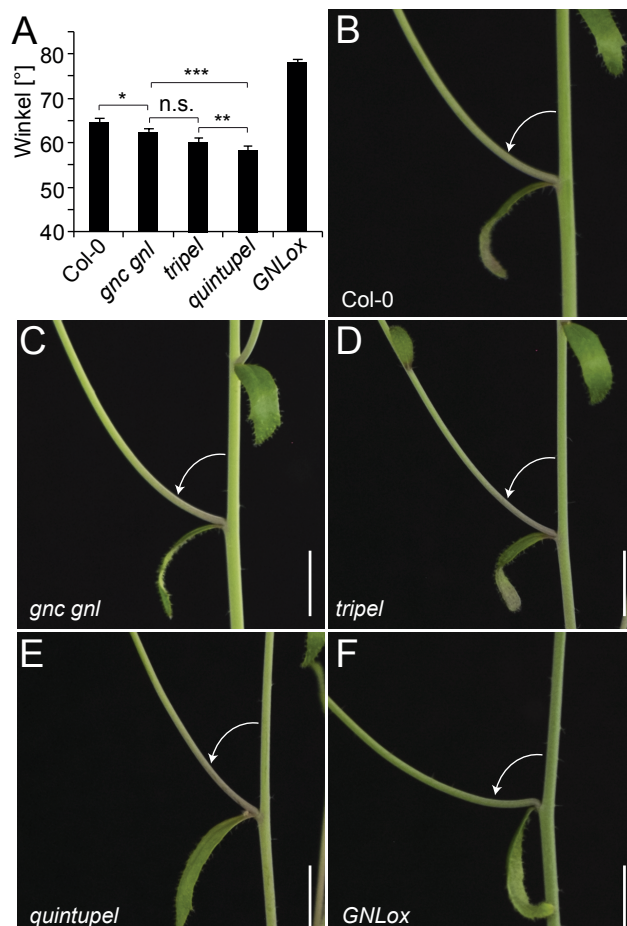 A
Winkel [°]
80
70
60
50
40
*
***
n.s.
**
Col-0
gnc gnl
tripel
quintupel
GNLox
B
Col-0
C
gnc gnl
D
tripel
E
quintupel
F
GNLox